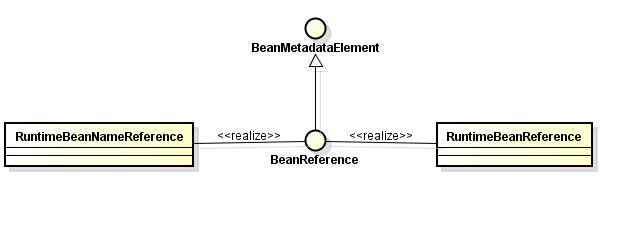 BeanMetadataElement
RuntimeBeanNameReference
<<realize>>
<<realize>>
RuntimeBeanReference
BeanReference